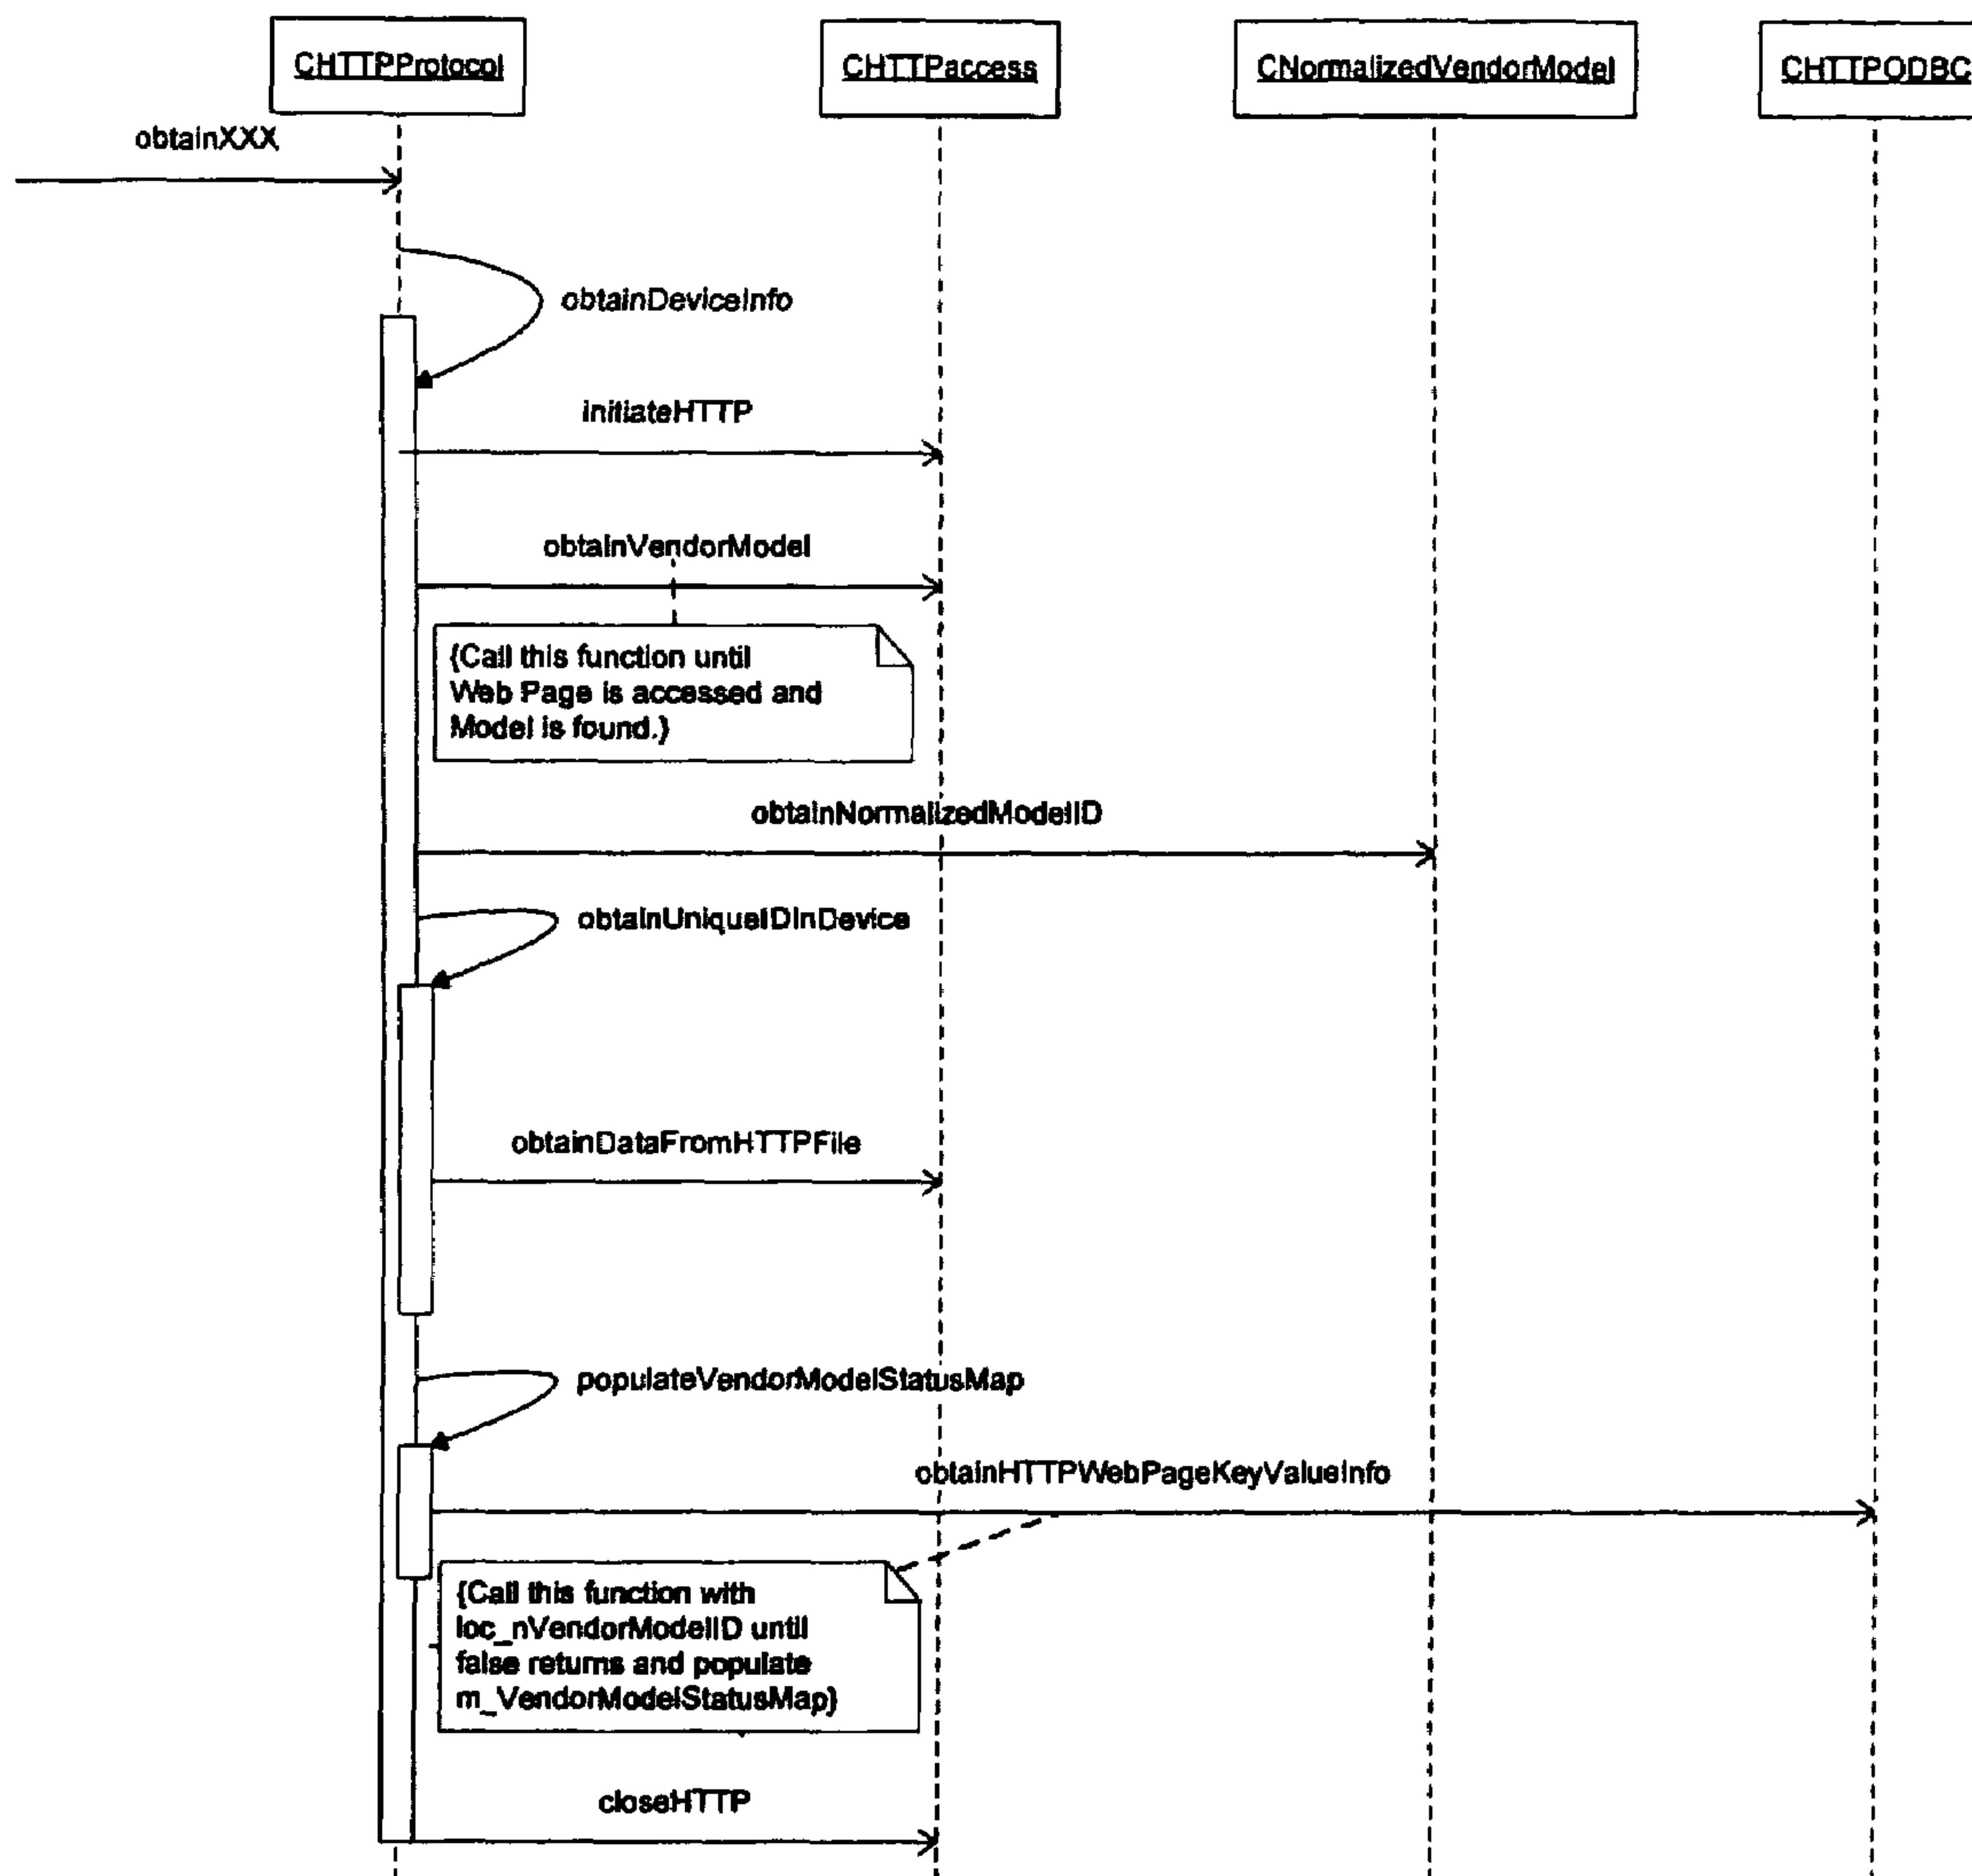 CHTTPProtocol
CHTTPaccess
CNormalizedVendorModel
CHTTPODBC
obtainXXX
obtainDeviceInfo
initiateHTTP
obtainVendorModel
{Call this function until
Web Page is accessed and
Model is found.}
obtainNormalizedModelID
obtainUniqueIDInDevice
obtainDataFromHTTPFile
populateVendorModelStatusMap
obtainHTTPWebPageKeyValueInfo
{Call this function with
loc_nVendorModelID until
false returns and populate
m_VendorModelStatusMap}
closeHTTP